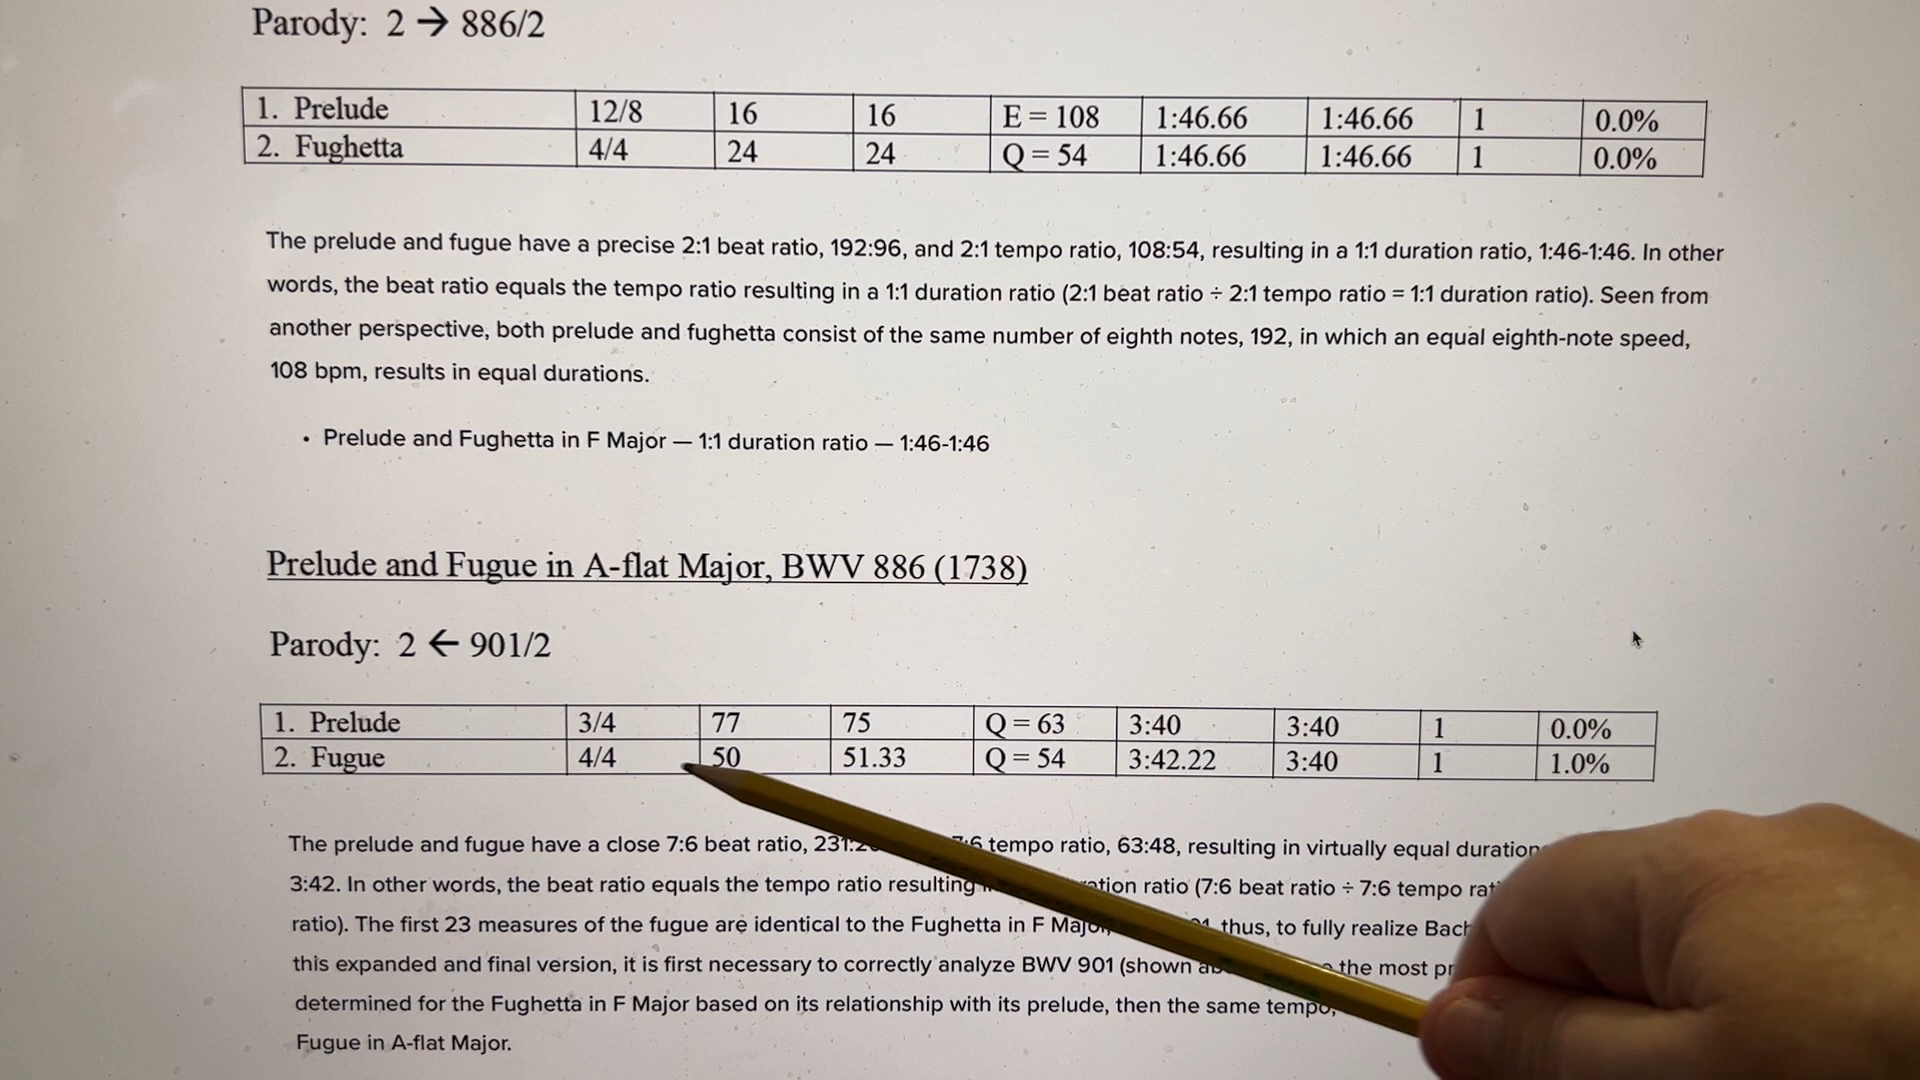 Parody: 2 → 886/2
1. Prelude 12/8 16 16 E = 108 1:46.66 1:46.66 1 0.0%
2. Fughetta 4/4 24 24 Q = 54 1:46.66 1:46.66 1 0.0%
The prelude and fugue have a precise 2:1 beat ratio, 192:96, and 2:1 tempo ratio, 108:54, resulting in a 1:1 duration ratio, 1:46-1:46. In other
words, the beat ratio equals the tempo ratio resulting in a 1:1 duration ratio (2:1 beat ratio ÷ 2:1 tempo ratio = 1:1 duration ratio). Seen from
another perspective, both prelude and fughetta consist of the same number of eighth notes, 192, in which an equal eighth-note speed,
108 bpm, results in equal durations.
• Prelude and Fughetta in F Major — 1:1 duration ratio — 1:46-1:46
Prelude and Fugue in A-flat Major, BWV 886 (1738)
Parody: 2 ← 901/2
1. Prelude 3/4 77 75 Q = 63 3:40 3:40 1 0.0%
2. Fugue 4/4 50 51.33 Q = 54 3:42.22 3:40 1 1.0%
The prelude and fugue have a close 7:6 beat ratio, tempo ratio, 63:48, resulting in virtually equal
3:42. In other words, the beat ratio equals the tempo ratio resulting ratio (7:6 beat ratio ÷ 7:6 tempo
ratio). The first 23 measures of the fugue are identical to the Fughetta in F thus, to fully realize
this expanded and final version, it is first necessary to correctly analyze BWV 901 (shown the most
determined for the Fughetta in F Major based on its relationship with its prelude, then the same tempo,
Fugue in A-flat Major.